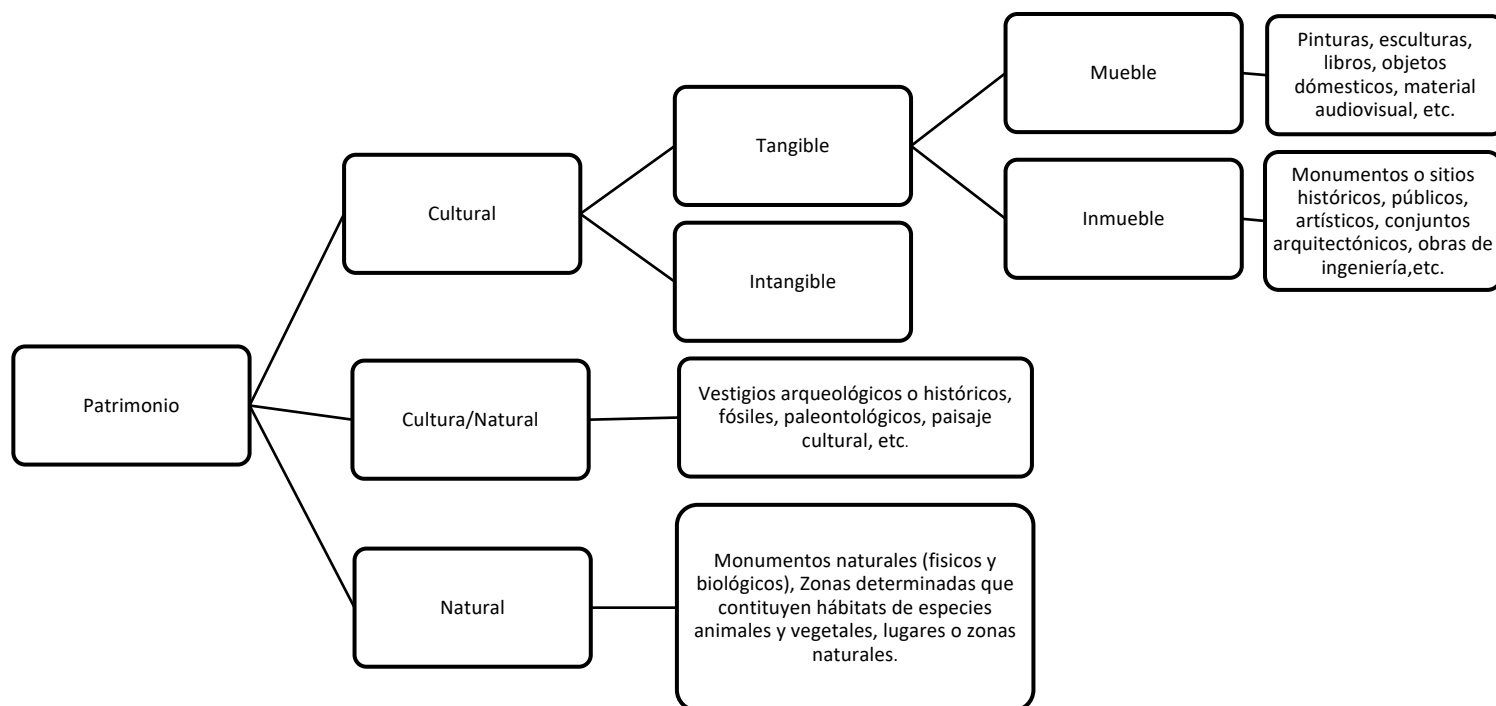 Patrimonio
Cultural
Tangible
Mueble
Pinturas, esculturas,
libros, objetos
dómesticos, material
audiovisual, etc.
Inmueble
Monumentos o sitios
históricos, públicos,
artísticos, conjuntos
arquitectónicos, obras de
ingeniería,etc.
Intangible
Cultura/Natural
Vestigios arqueológicos o históricos,
fósiles, paleontológicos, paisaje
cultural, etc.
Natural
Monumentos naturales (fisicos y
biológicos), Zonas determinadas que
contituyen hábitats de especies
animales y vegetales, lugares o zonas
naturales.